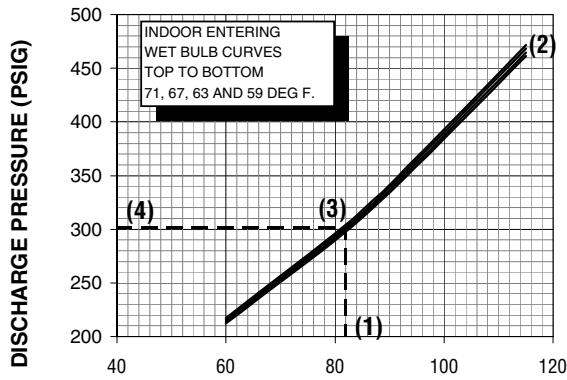 DISCHARGE PRESSURE (PSIG)
500
450
400
350
300
250
200
INDOOR ENTERING
WET BULB CURVES
TOP TO BOTTOM
71, 67, 63 AND 59 DEG F.
(2)
(4)
(3)
(1)
40 60 80 100 120